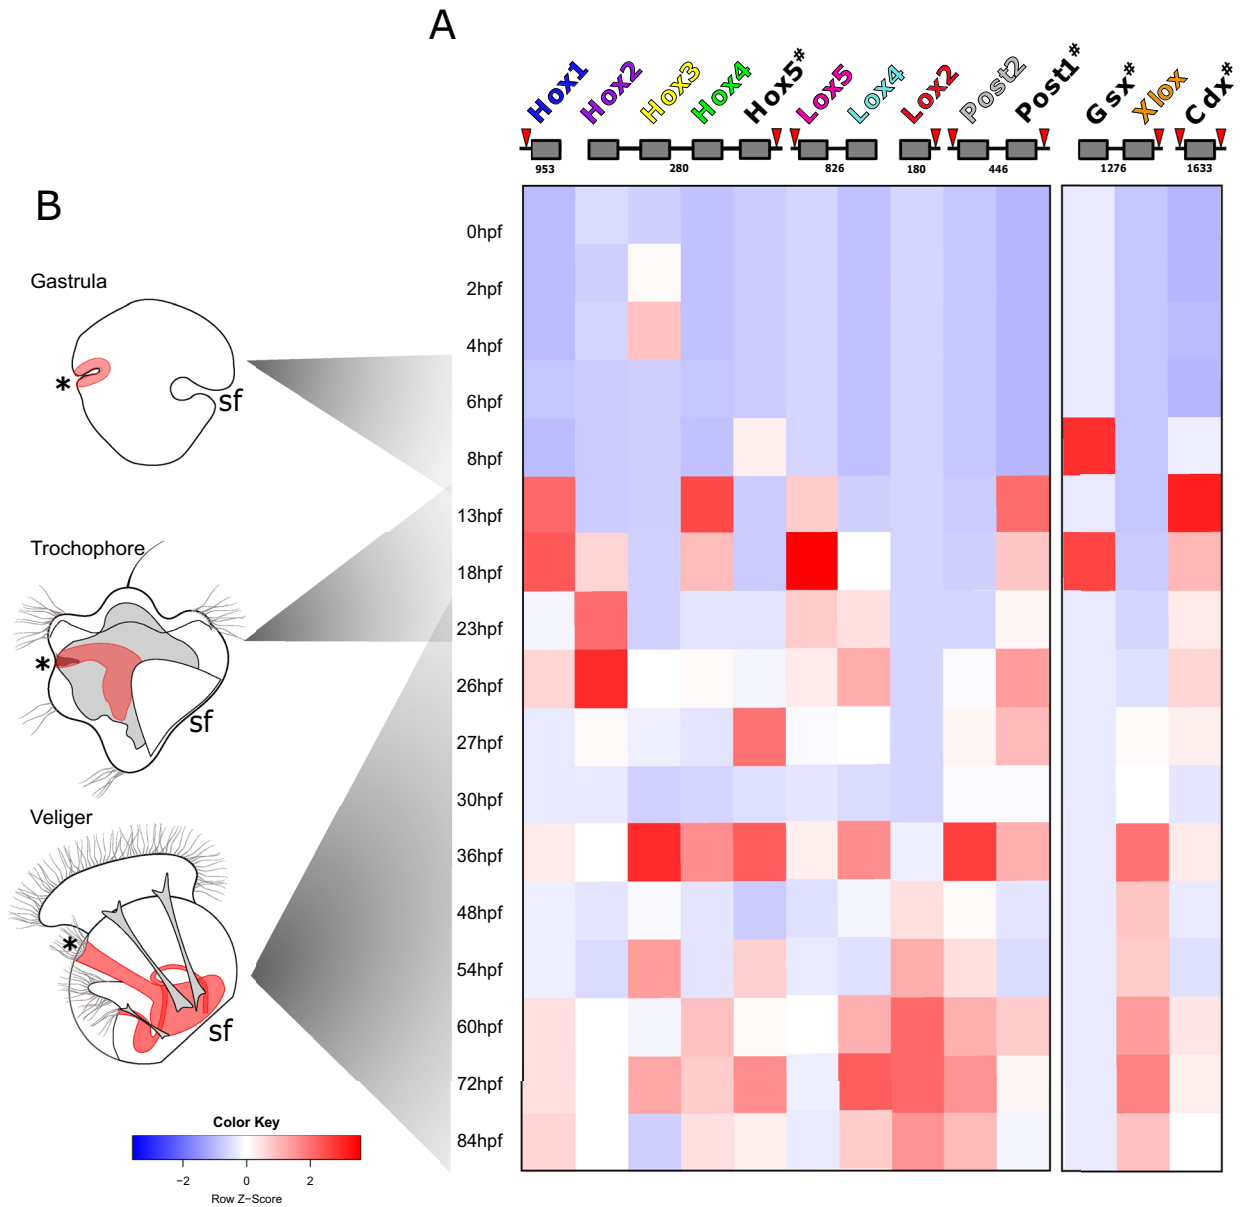 A
Hox1 Hox2 Hox3 Hox4 Hox5# Lox5 Lox4 Lox2 Post2 Post1# Gsx# Xlox Cdx#
953 280 826 180 446 1276 1633
B
0hpf
2hpf
4hpf
6hpf
8hpf
13hpf
18hpf
23hpf
26hpf
27hpf
30hpf
36hpf
48hpf
54hpf
60hpf
72hpf
84hpf
Gastrula
*
sf
Trochophore
*
sf
Veliger
*
sf
Color Key
−2 0 2
Row Z−Score